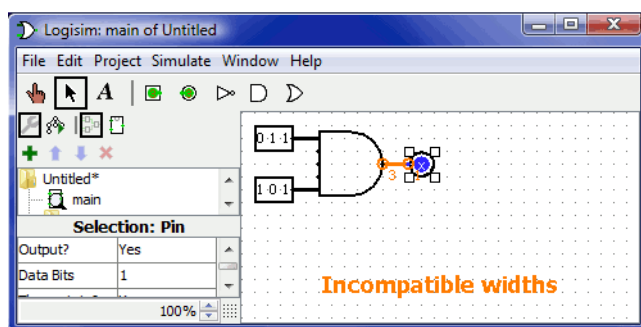 Logisim: main of Untitled
File Edit Project Simulate Window Help
A
0 1 1
1 0 1
3
x
Untitled*
main
Selection: Pin
Output? Yes
Data Bits 1
100%
Incompatible widths